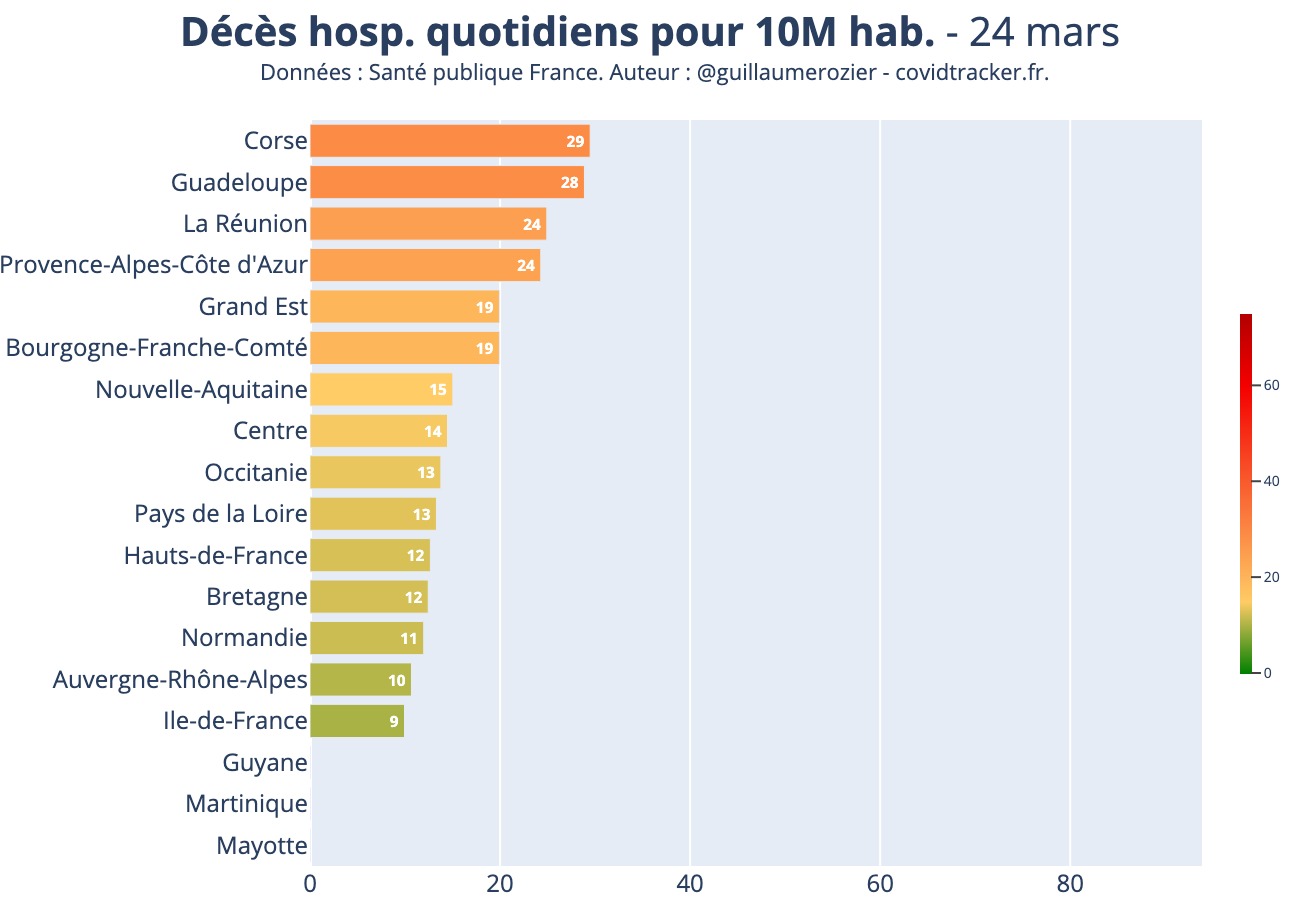 Décès hosp. quotidiens pour 10M hab. - 24 mars
Données : Santé publique France. Auteur : @guillaumerozier - covidtracker.fr.
Corse 29
Guadeloupe 28
La Réunion 24
Provence-Alpes-Côte d'Azur 24
Grand Est 19
Bourgogne-Franche-Comté 19
Nouvelle-Aquitaine 15
Centre 14
Occitanie 13
Pays de la Loire 13
Hauts-de-France 12
Bretagne 12
Normandie 11
Auvergne-Rhône-Alpes 10
Ile-de-France 9
Guyane
Martinique
Mayotte
0 20 40 60 80
60
40
20
0